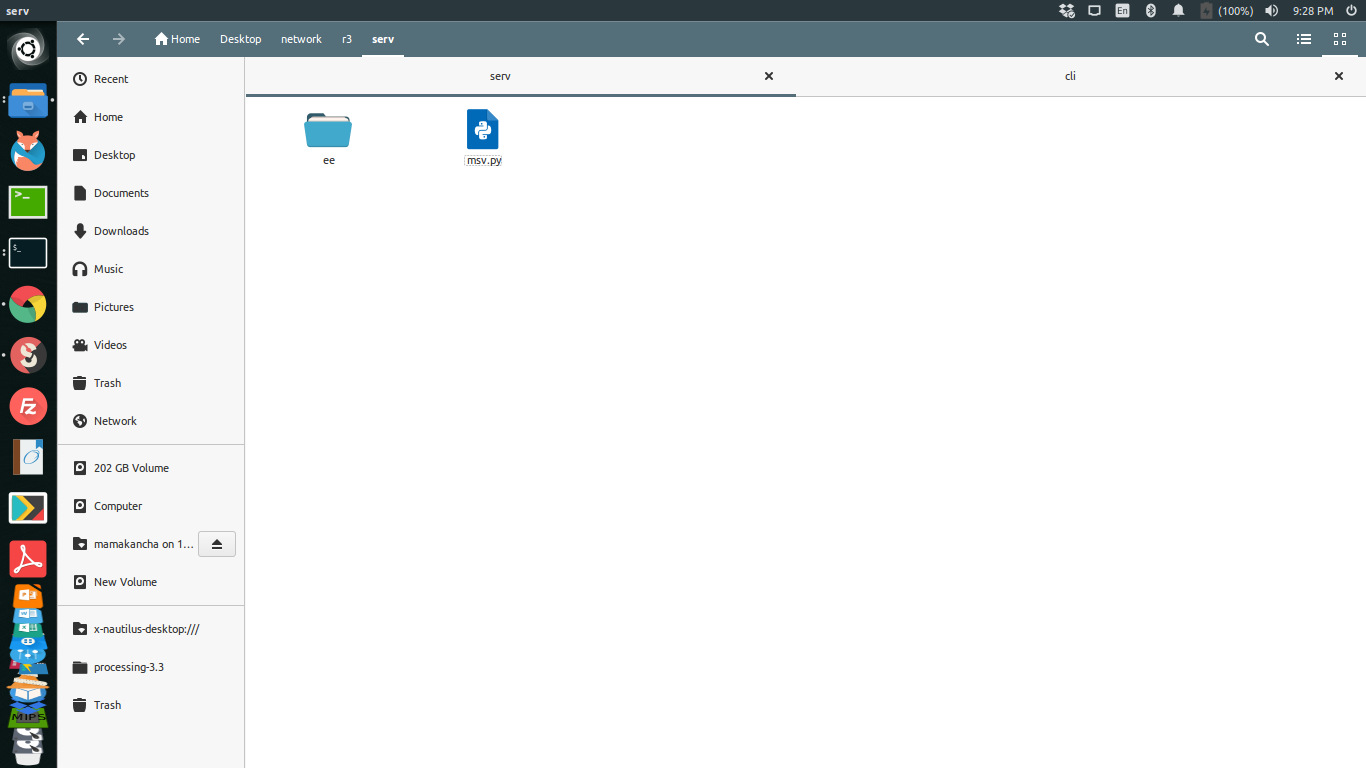 serv
En
(100%)
9:28 PM
Home
Desktop
network
r3
serv
serv
cli
Recent
Home
Desktop
Documents
Downloads
Music
Pictures
Videos
Trash
Network
202 GB Volume
Computer
mamakancha on 1...
New Volume
x-nautilus-desktop:///
processing-3.3
Trash
ee
msv.py
>_
$_
S
FZ
MIPS